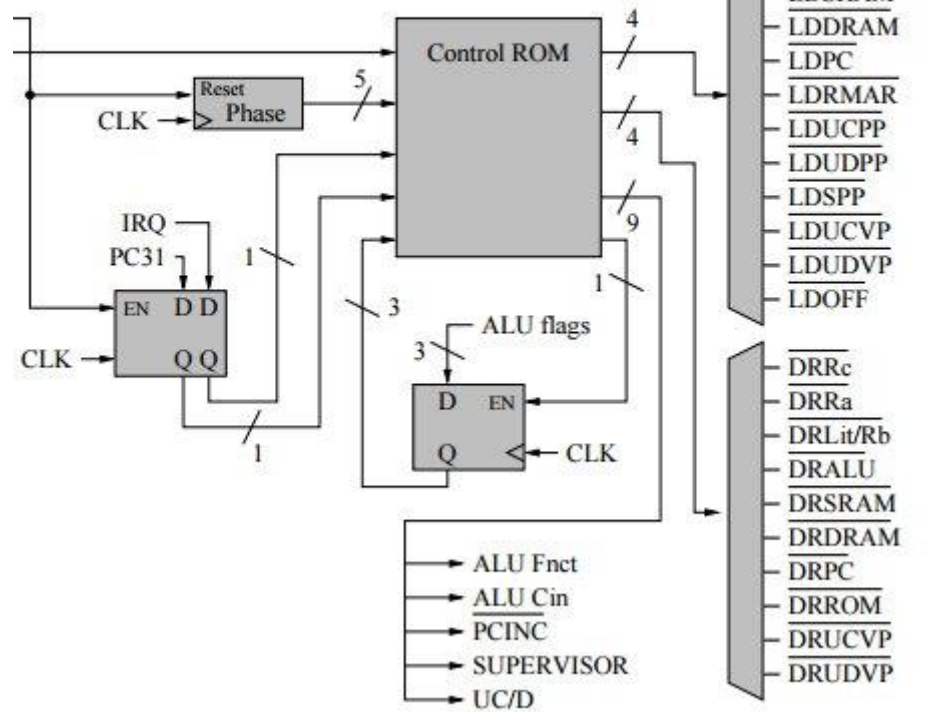 LDDRAM
LDPC
LDRMAR
LDUCPP
LDUDPP
LDSPP
LDUCVP
LDUDVP
LDOFF
4
Control ROM
5
Reset
Phase
CLK
4
9
IRQ
PC31
1
1
EN D D
3
ALU flags
CLK
Q Q
3
D EN
1
Q
CLK
DRRc
DRRa
DRLit/Rb
DRALU
DRSRAM
DRDRAM
DRPC
DRROM
DRUCVP
DRUDVP
ALU Fnct
ALU Cin
PCINC
SUPERVISOR
UC/D